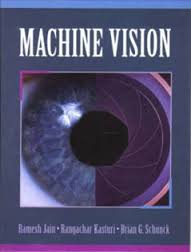 MACHINE VISION
Ramesh Jain • Rangachar Kasturi • Brian G. Schunck